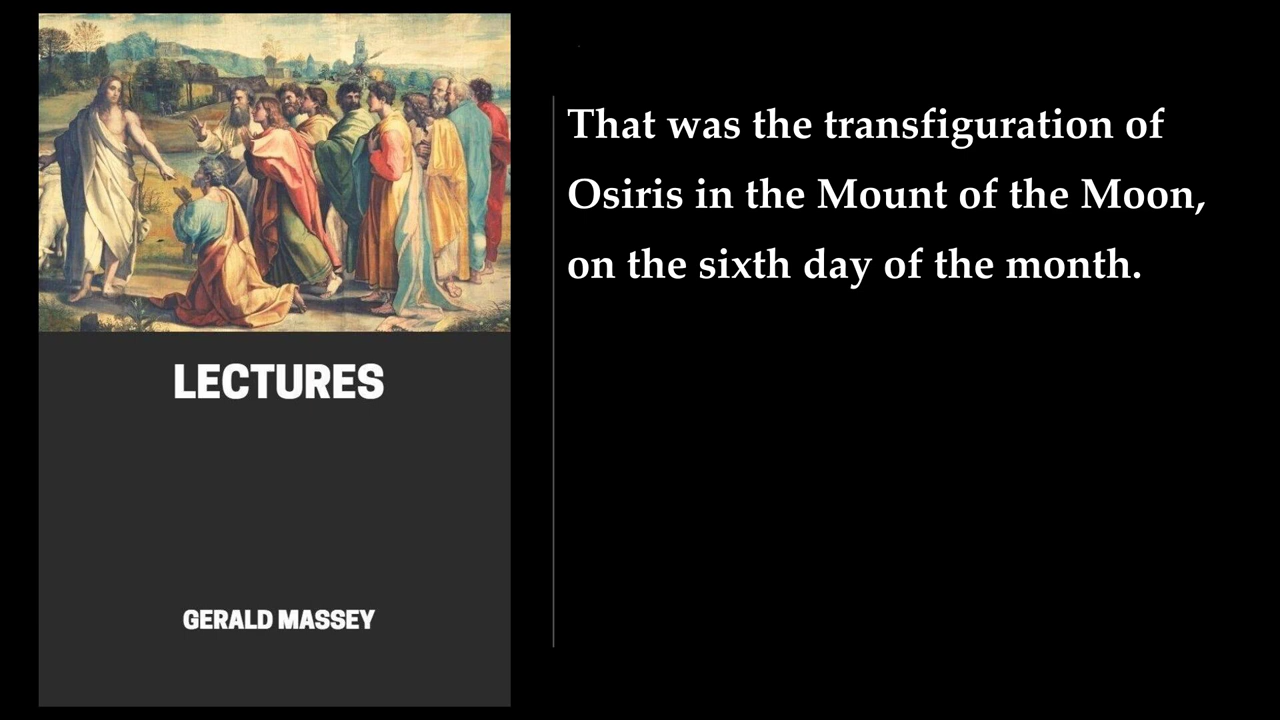 LECTURES
GERALD MASSEY
That was the transfiguration of
Osiris in the Mount of the Moon,
on the sixth day of the month.